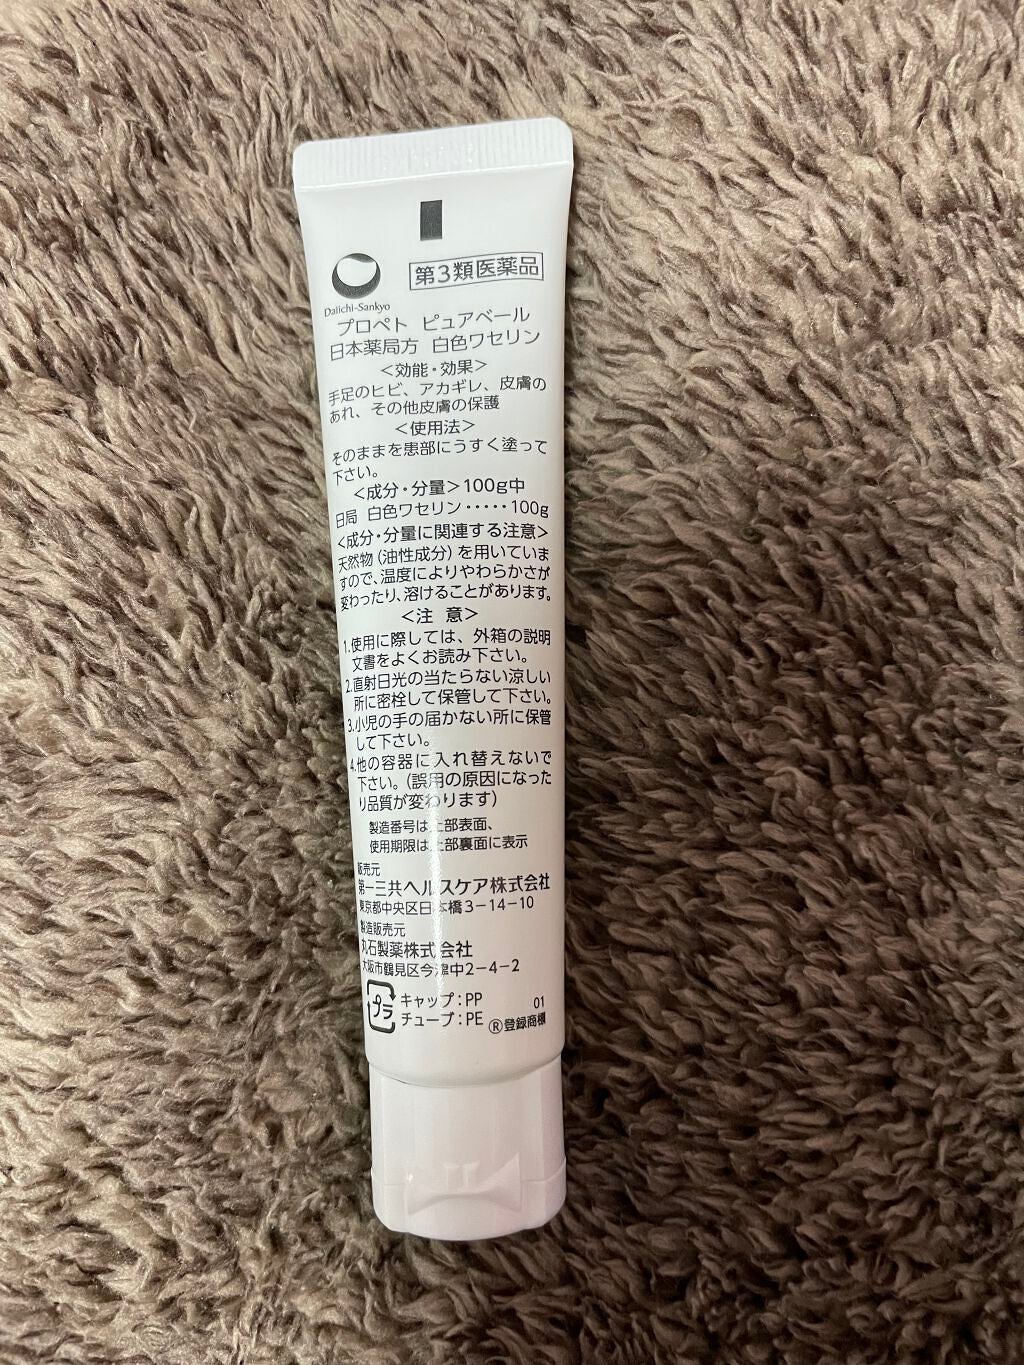 Daiichi-Sankyo
第3類医薬品
プロペト ピュアベール
日本薬局方 白色ワセリン
＜効能・効果＞
手足のヒビ、アカギレ、皮膚の
あれ、その他皮膚の保護
＜使用法＞
そのままを患部にうすく塗って
下さい。
＜成分・分量＞100g中
日局 白色ワセリン・・・・・100g
＜成分・分量に関連する注意＞
天然物（油性成分）を用いていま
すので、温度によりやわらかさが
変わったり、溶けることがあります。
＜注 意＞
1.使用に際しては、外箱の説明
文書をよくお読み下さい。
2.直射日光の当たらない涼しい
所に密栓して保管して下さい。
3.小児の手の届かない所に保管
して下さい。
4.他の容器に入れ替えないで
下さい。（誤用の原因になった
り品質が変わります）
製造番号は上部表面、
使用期限は上部裏面に表示
販売元
第一三共ヘルスケア株式会社
東京都中央区日本橋3－14－10
製造販売元
丸石製薬株式会社
大阪市鶴見区今津中2－4－2
プラ
キャップ：PP
チューブ：PE
01
®登録商標